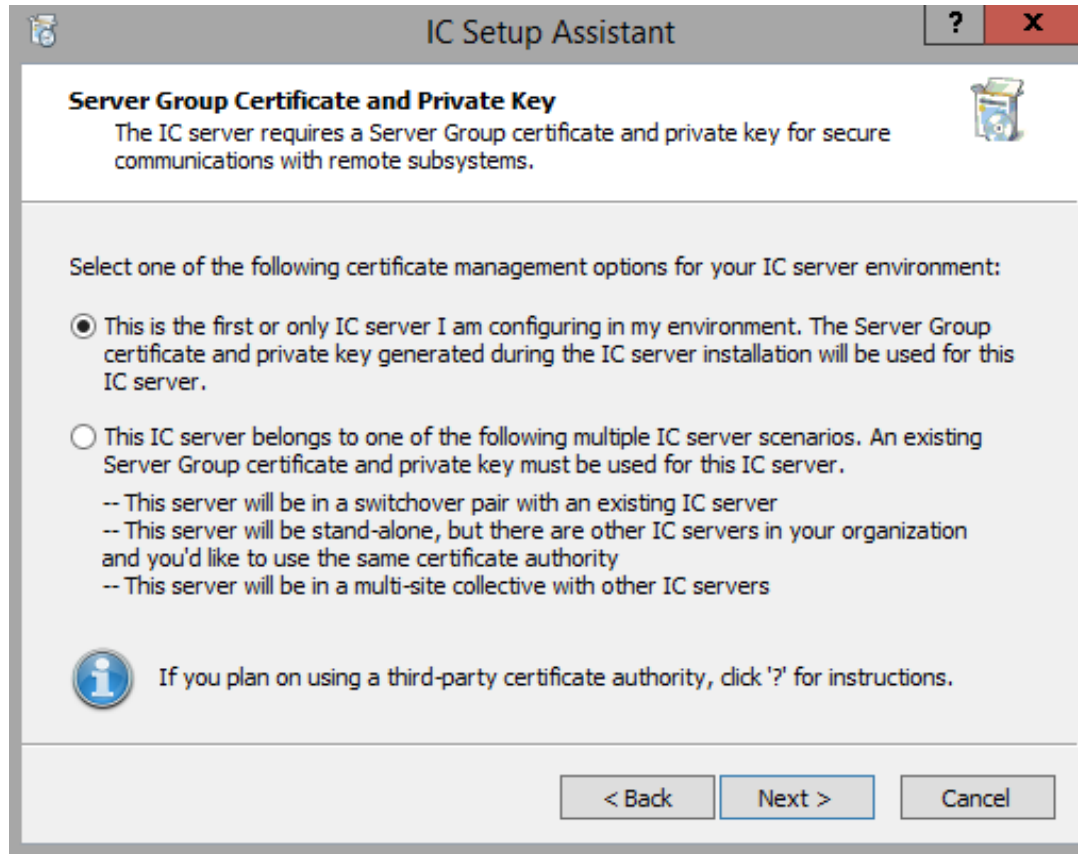 IC Setup Assistant
?
x
Server Group Certificate and Private Key
The IC server requires a Server Group certificate and private key for secure
communications with remote subsystems.
Select one of the following certificate management options for your IC server environment:
This is the first or only IC server I am configuring in my environment. The Server Group
certificate and private key generated during the IC server installation will be used for this
IC server.
This IC server belongs to one of the following multiple IC server scenarios. An existing
Server Group certificate and private key must be used for this IC server.
-- This server will be in a switchover pair with an existing IC server
-- This server will be stand-alone, but there are other IC servers in your organization
and you'd like to use the same certificate authority
-- This server will be in a multi-site collective with other IC servers
If you plan on using a third-party certificate authority, click '?' for instructions.
< Back
Next >
Cancel